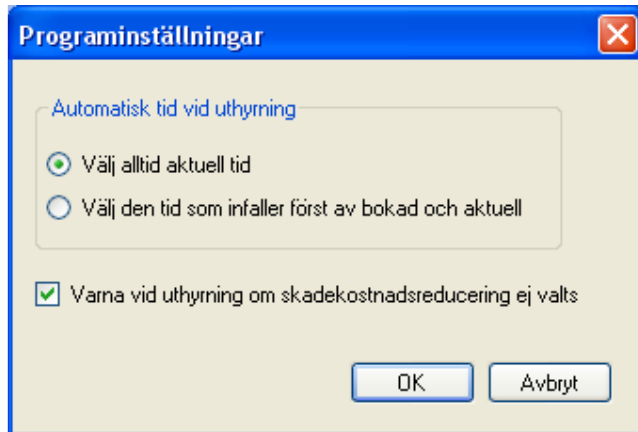 Programinställningar
Automatisk tid vid uthyrning
Välj alltid aktuell tid
Välj den tid som infaller först av bokad och aktuell
Varna vid uthyrning om skadekostnadsreducering ej valts
OK
Avbryt